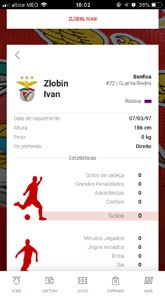 altice MEO
18:02
36%
ZLOBIN, IVAN
Zlobin
Ivan
Benfica
#72 | Guarda-Redes
Rússia
Data de nascimento 07/03/97
Altura 186 cm
Peso 0 kg
Pé preferido Direito
Estatísticas
Golos de cabeça 0
Grandes Penalidades 0
Assistências 0
Cartões 0
Golos 0
Minutos Jogados 0
Jogos iniciados 0
Entra 0
Sai 0
HOME
JOGOS
CARRINHO
MAIS